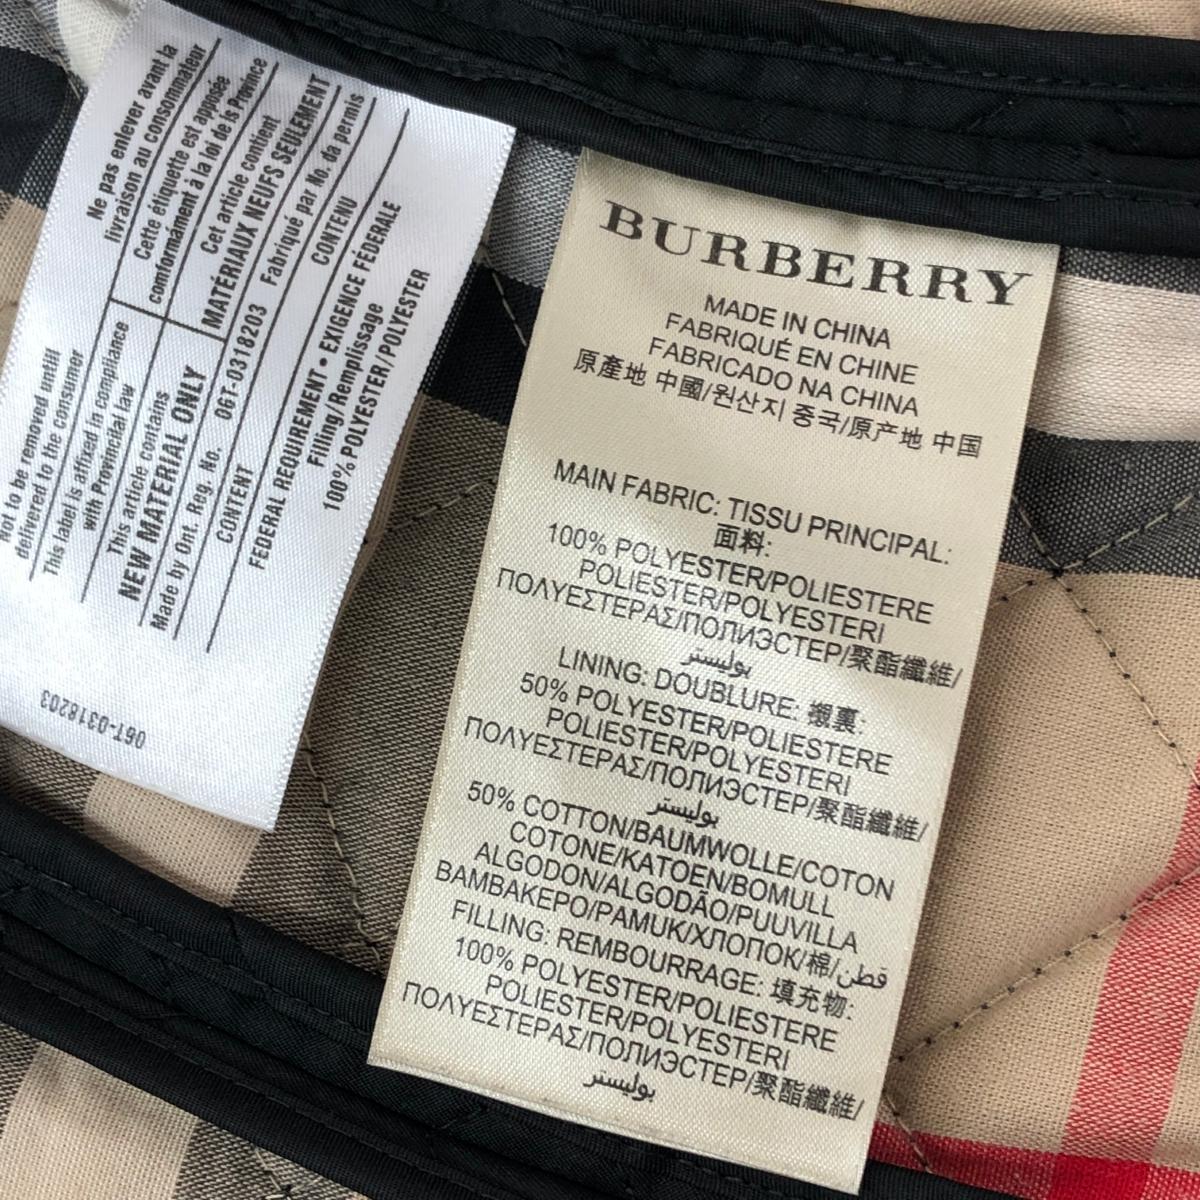 Ne pas enlever avant la
livraison au consommateur
Cette étiquette est apposée
comformément à la loi de la Province
Cet article contient
MATÉRIAUX NEUFS SEULEMENT
Fabriqué par No. da permis
CONTENU
Not to be removed untill
delivered to the consumer
This label is affixed in compliance
with Provincital law
This article contains
NEW MATERIAL ONLY
Made by Ont. Reg. No. 06T-0318203
CONTENT
FEDERAL REQUIREMENT • EXIGENCE FÉDERALE
Filling/Remplissage
100% POLYESTER/POLYESTER
06T-0318203
BURBERRY
MADE IN CHINA
FABRIQUÉ EN CHINE
FABRICADO NA CHINA
原產地 中國/원산지 중국/原产地 中国
MAIN FABRIC: TISSU PRINCIPAL:
面料:
100% POLYESTER/POLIESTERE
POLIESTER/POLYESTERI
ΠΟΛΥΕΣΤΕΡΑΣ/ПОЛИЭСТЕР/聚酯纖維/
بوليستر
LINING: DOUBLURE: 襯裏:
50% POLYESTER/POLIESTERE
POLIESTER/POLYESTERI
ΠΟΛΥΕΣΤΕΡΑΣ/ПОЛИЭСТЕР/聚酯纖維/
بوليستر
50% COTTON/BAUMWOLLE/COTON
COTONE/KATOEN/BOMULL
ALGODON/ALGODÃO/PUUVILLA
ΒΑΜΒΑΚΕΡΟ/PAMUK/ХЛОПОК/棉/قطن
FILLING: REMBOURRAGE: 填充物:
100% POLYESTER/POLIESTERE
POLIESTER/POLYESTERI
ΠΟΛΥΕΣΤΕΡΑΣ/ПОЛИЭСТЕР/聚酯纖維/
بوليستر